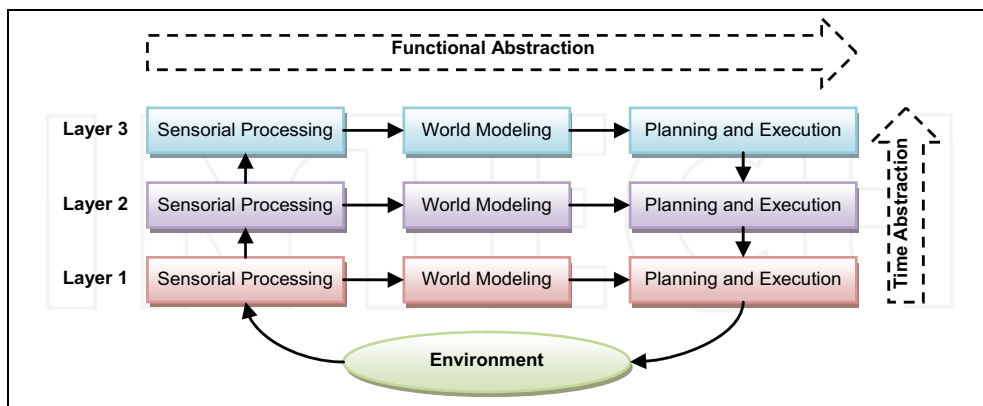 Functional Abstraction
Layer 3 Sensorial Processing World Modeling Planning and Execution
Layer 2 Sensorial Processing World Modeling Planning and Execution
Layer 1 Sensorial Processing World Modeling Planning and Execution
Time Abstraction
Environment